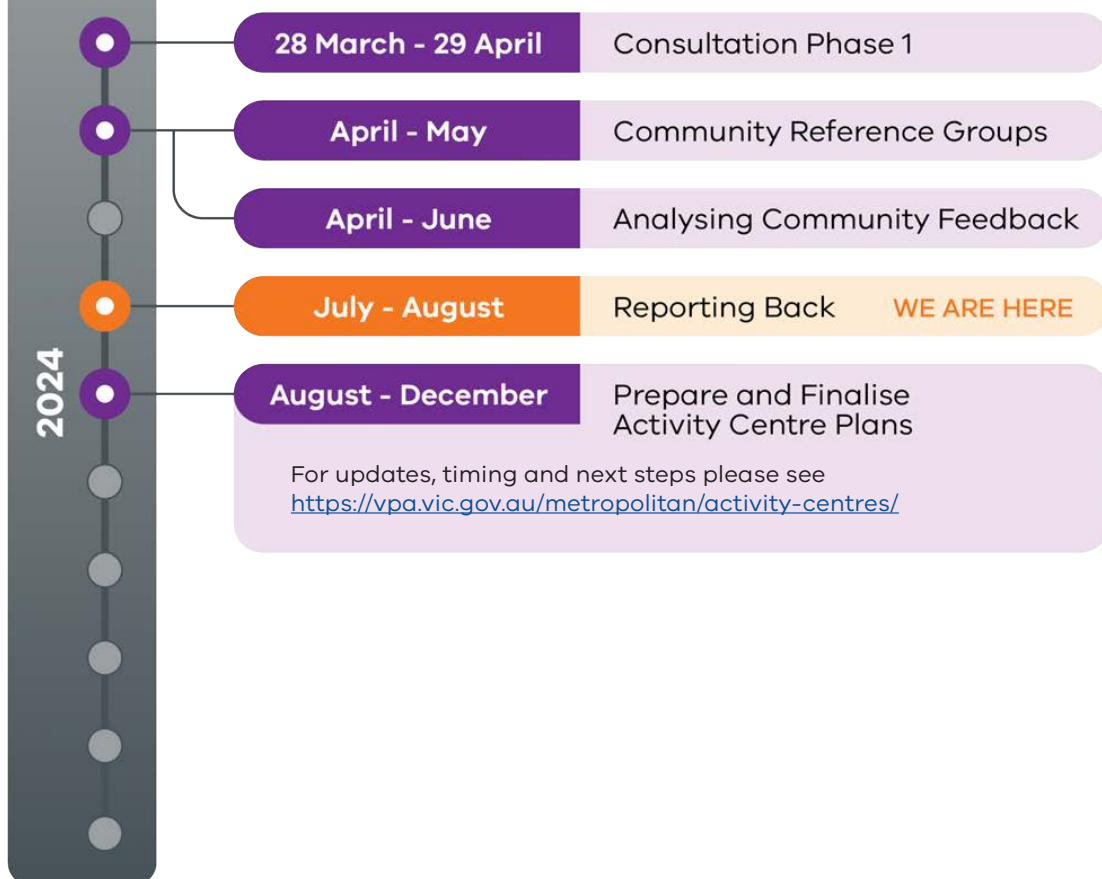 28 March - 29 April Consultation Phase 1
April - May Community Reference Groups
April - June Analysing Community Feedback
July - August Reporting Back WE ARE HERE
2024
August - December Prepare and Finalise
Activity Centre Plans
For updates, timing and next steps please see
https://vpa.vic.gov.au/metropolitan/activity-centres/